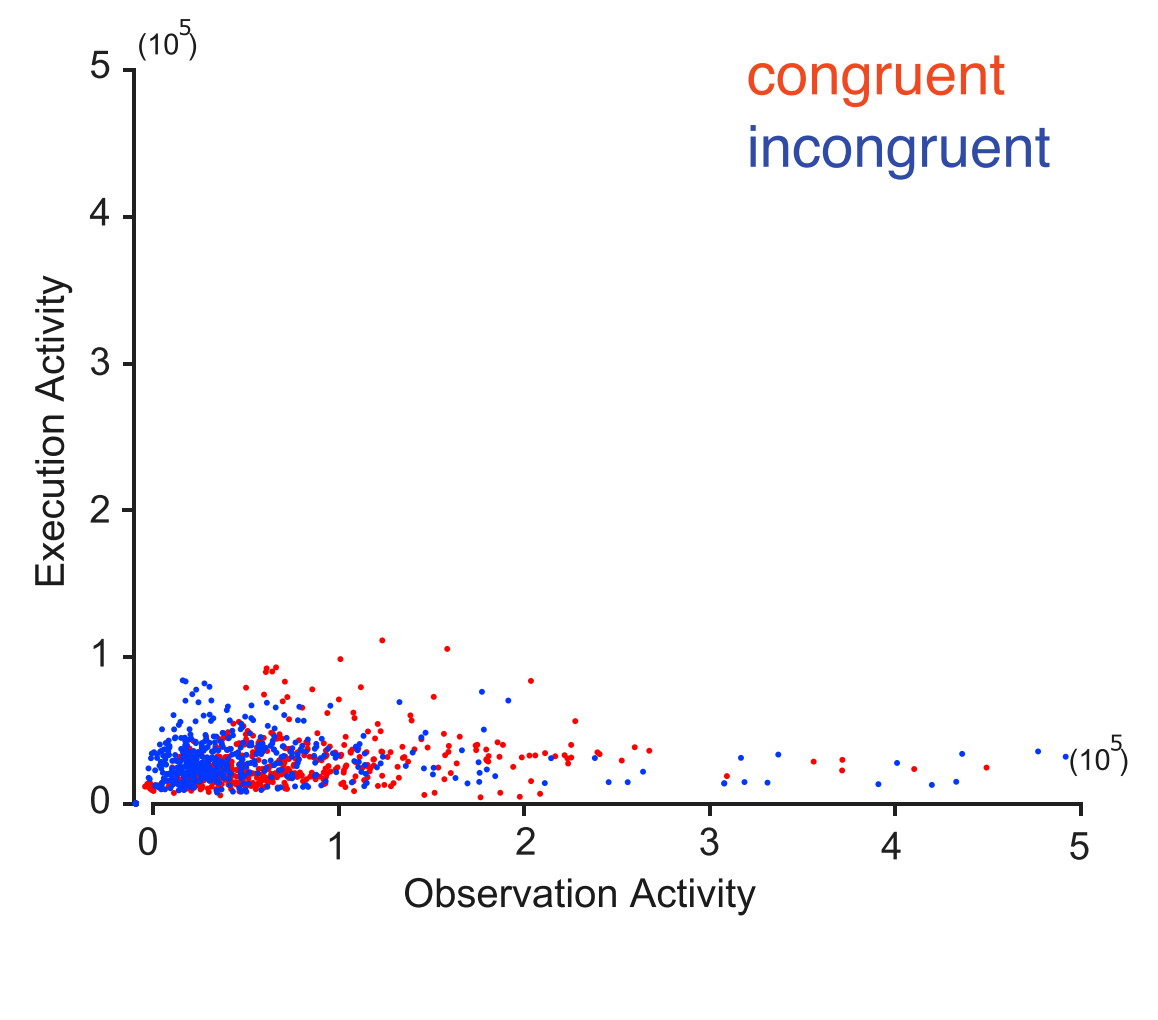 5 (10^5)
congruent
incongruent
4
3
2
1
0
Execution Activity
(10^5)
0 1 2 3 4 5
Observation Activity